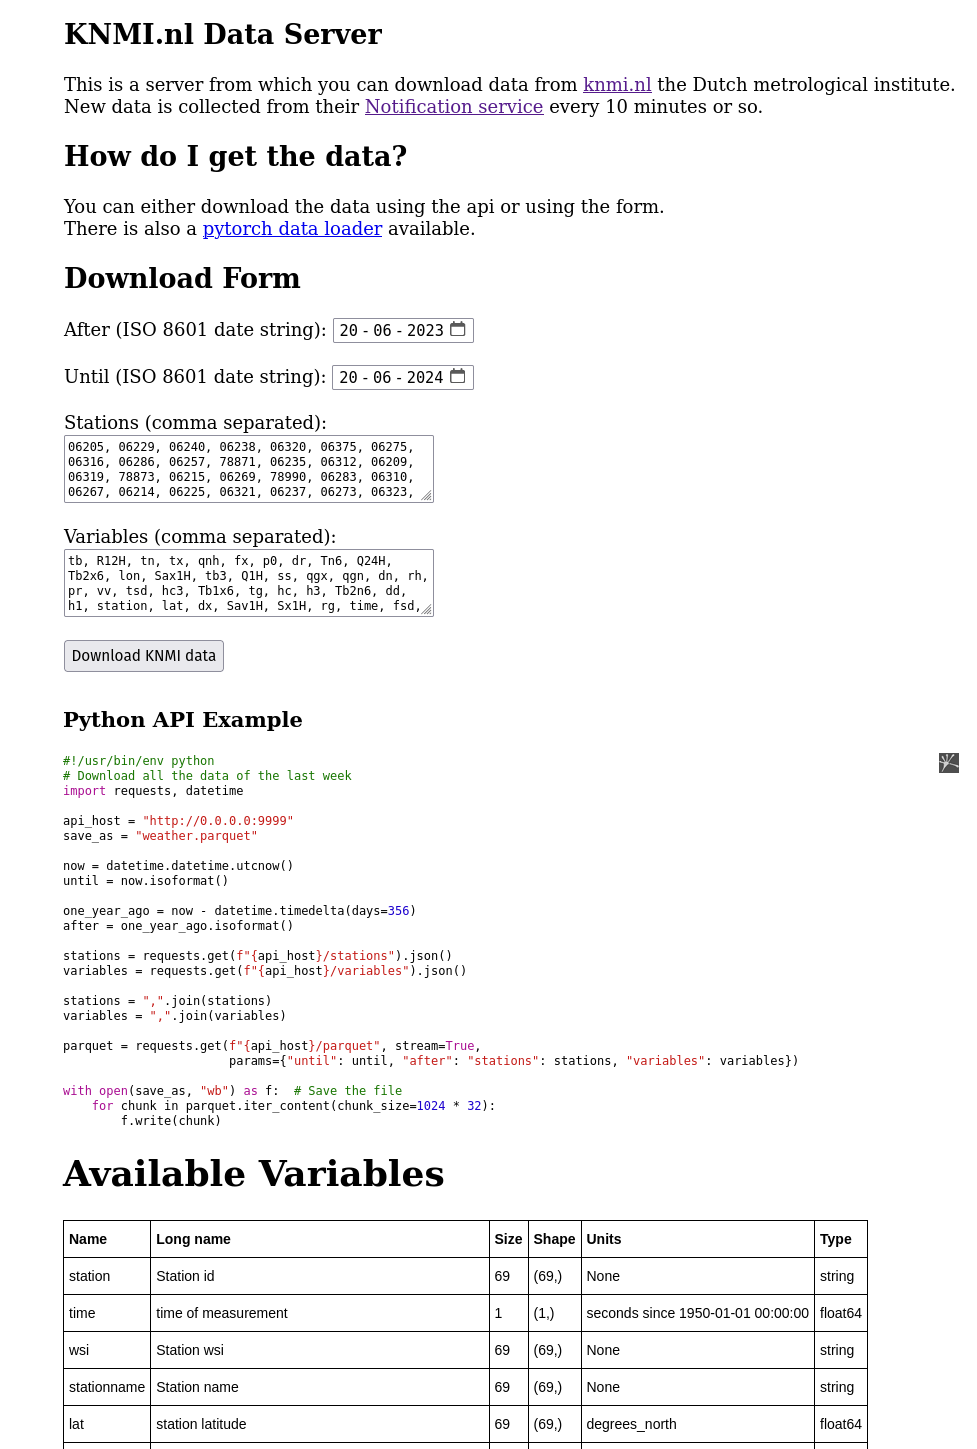 KNMI.nl Data Server
This is a server from which you can download data from knmi.nl the Dutch metrological institute.
New data is collected from their Notification service every 10 minutes or so.
How do I get the data?
You can either download the data using the api or using the form.
There is also a pytorch data loader available.
Download Form
After (ISO 8601 date string): 20 - 06 - 2023
Until (ISO 8601 date string): 20 - 06 - 2024
Stations (comma separated):
06205, 06229, 06240, 06238, 06320, 06375, 06275,
06316, 06286, 06257, 78871, 06235, 06312, 06209,
06319, 78873, 06215, 06269, 78990, 06283, 06310,
06267, 06214, 06225, 06321, 06237, 06273, 06323,
Variables (comma separated):
tb, R12H, tn, tx, qnh, fx, p0, dr, Tn6, Q24H,
Tb2x6, lon, Sax1H, tb3, Q1H, ss, qgx, qgn, dn, rh,
pr, vv, tsd, hc3, Tb1x6, tg, hc, h3, Tb2n6, dd,
h1, station, lat, dx, Sav1H, Sx1H, rg, time, fsd,
Download KNMI data
Python API Example
#!/usr/bin/env python
# Download all the data of the last week
import requests, datetime
api_host = "http://0.0.0.0:9999"
save_as = "weather.parquet"
now = datetime.datetime.utcnow()
until = now.isoformat()
one_year_ago = now - datetime.timedelta(days=356)
after = one_year_ago.isoformat()
stations = requests.get(f"{api_host}/stations").json()
variables = requests.get(f"{api_host}/variables").json()
stations = ",".join(stations)
variables = ",".join(variables)
parquet = requests.get(f"{api_host}/parquet", stream=True,
params={"until": until, "after": "stations": stations, "variables": variables})
with open(save_as, "wb") as f:  # Save the file
for chunk in parquet.iter_content(chunk_size=1024 * 32):
f.write(chunk)
Available Variables
Name Long name Size Shape Units Type
station Station id 69 (69,) None string
time time of measurement 1 (1,) seconds since 1950-01-01 00:00:00 float64
wsi Station wsi 69 (69,) None string
stationname Station name 69 (69,) None string
lat station latitude 69 (69,) degrees_north float64